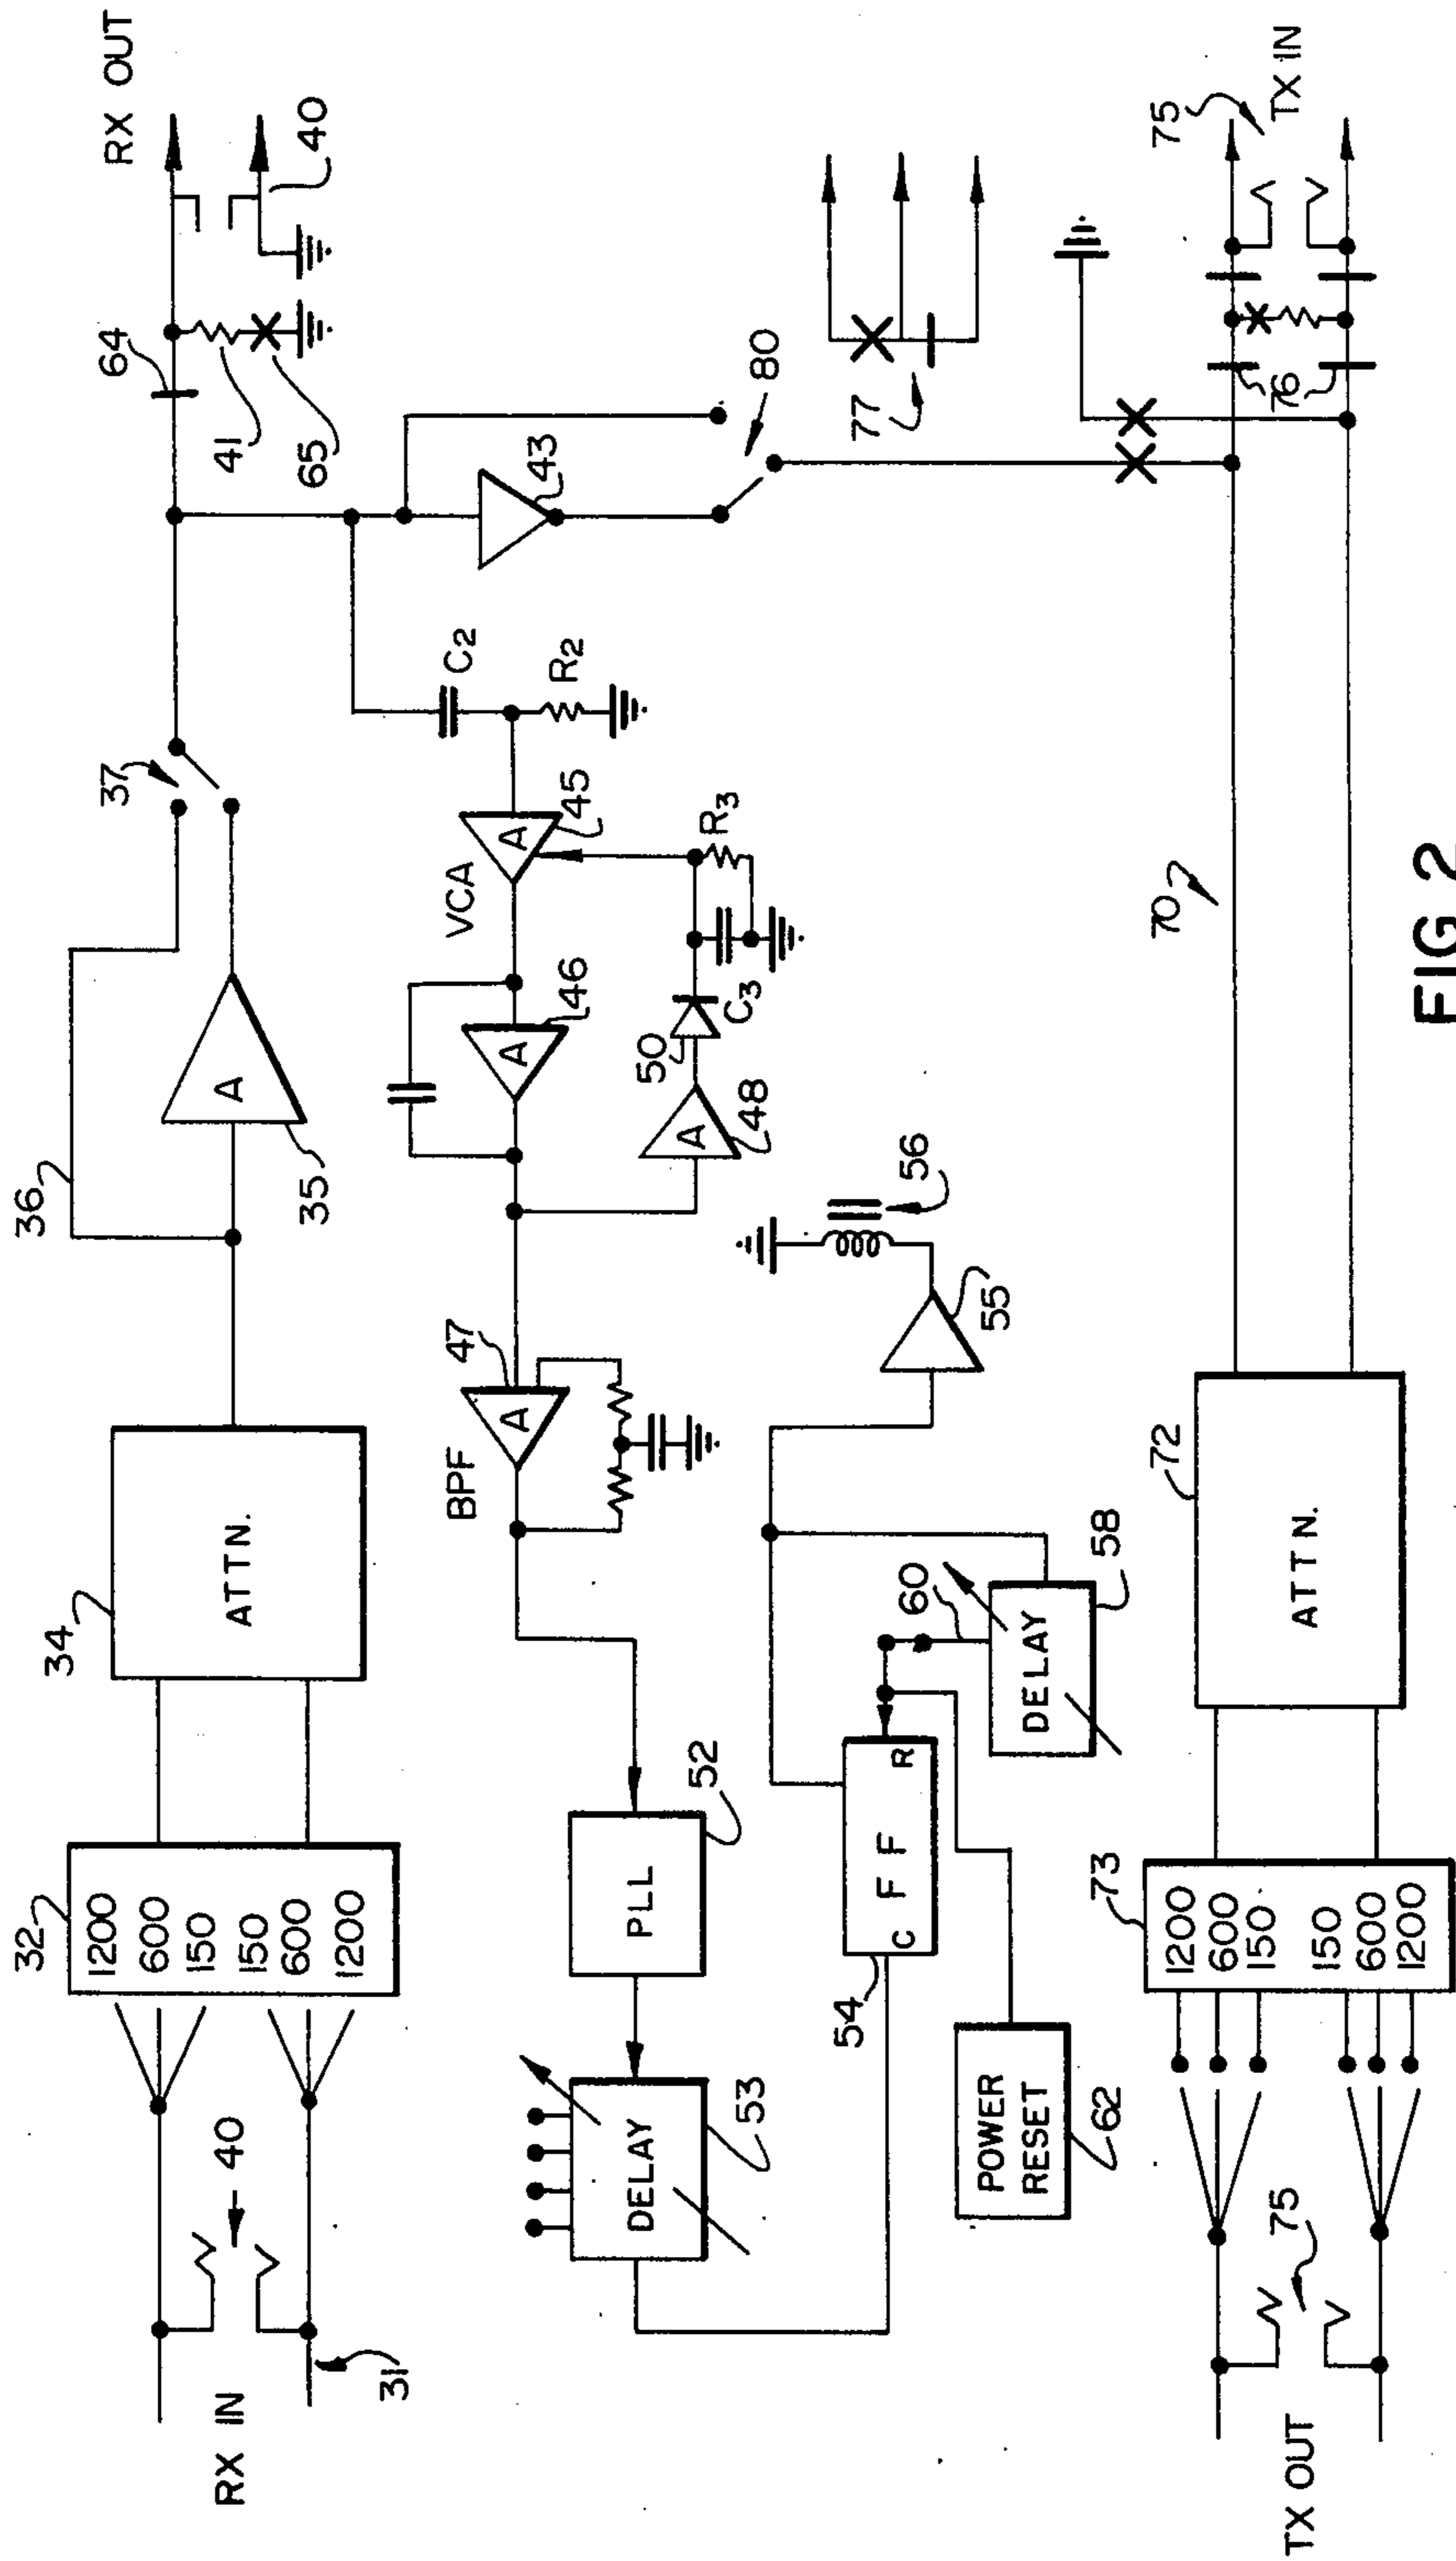 RX IN
31
40
32
1200
600
150
150
600
1200
34
ATTN.
36
35
A
37
64
41
65
RX OUT
40
43
80
77
C2
R2
VCA
A
45
46
A
R3
C3
50
A
48
BPF
47
A
PLL
52
DELAY
53
54
C FF R
60
DELAY
58
55
56
POWER
RESET
62
TX OUT
75
73
1200
600
150
150
600
1200
72
ATTN.
70
76
75
TX IN
FIG 2